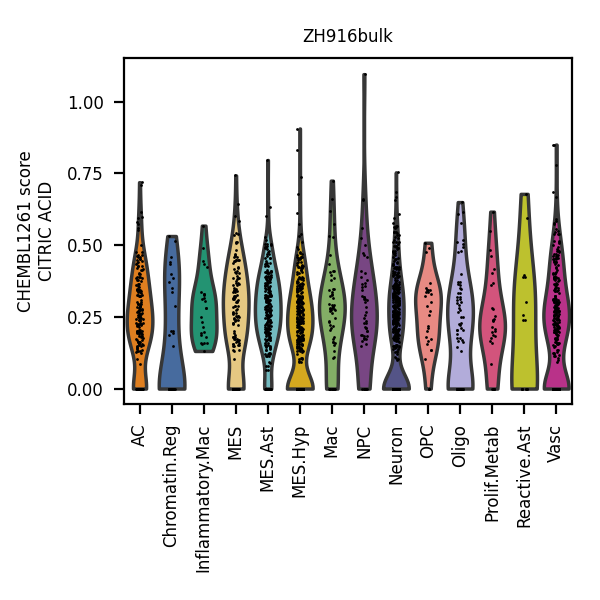 ZH916bulk
CHEMBL1261 score
CITRIC ACID
1.00
0.75
0.50
0.25
0.00
AC
Chromatin.Reg
Inflammatory.Mac
MES
MES.Ast
MES.Hyp
Mac
NPC
Neuron
OPC
Oligo
Prolif.Metab
Reactive.Ast
Vasc